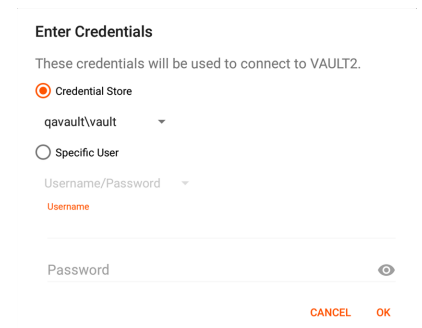 Enter Credentials
These credentials will be used to connect to VAULT2.
Credential Store
qavault\vault
Specific User
Username/Password
Username
Password
CANCEL OK